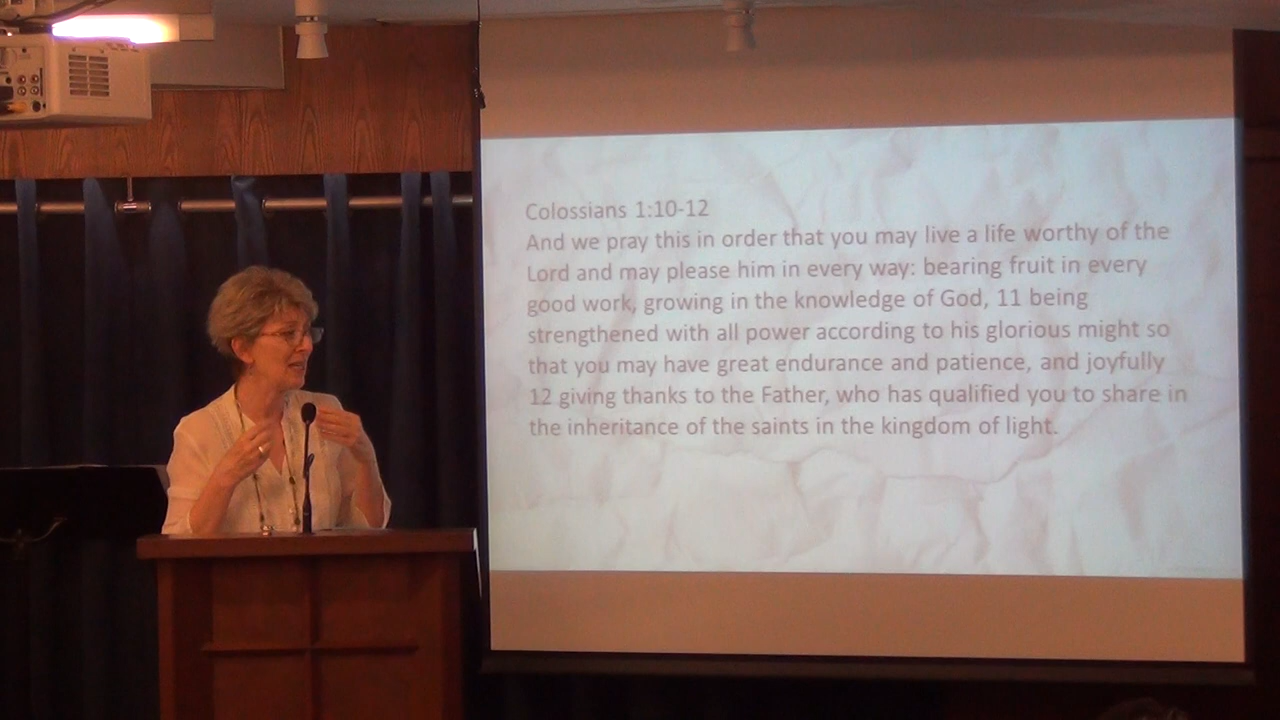 Colossians 1:10-12
And we pray this in order that you may live a life worthy of the
Lord and may please him in every way: bearing fruit in every
good work, growing in the knowledge of God, 11 being
strengthened with all power according to his glorious might so
that you may have great endurance and patience, and joyfully
12 giving thanks to the Father, who has qualified you to share in
the inheritance of the saints in the kingdom of light.